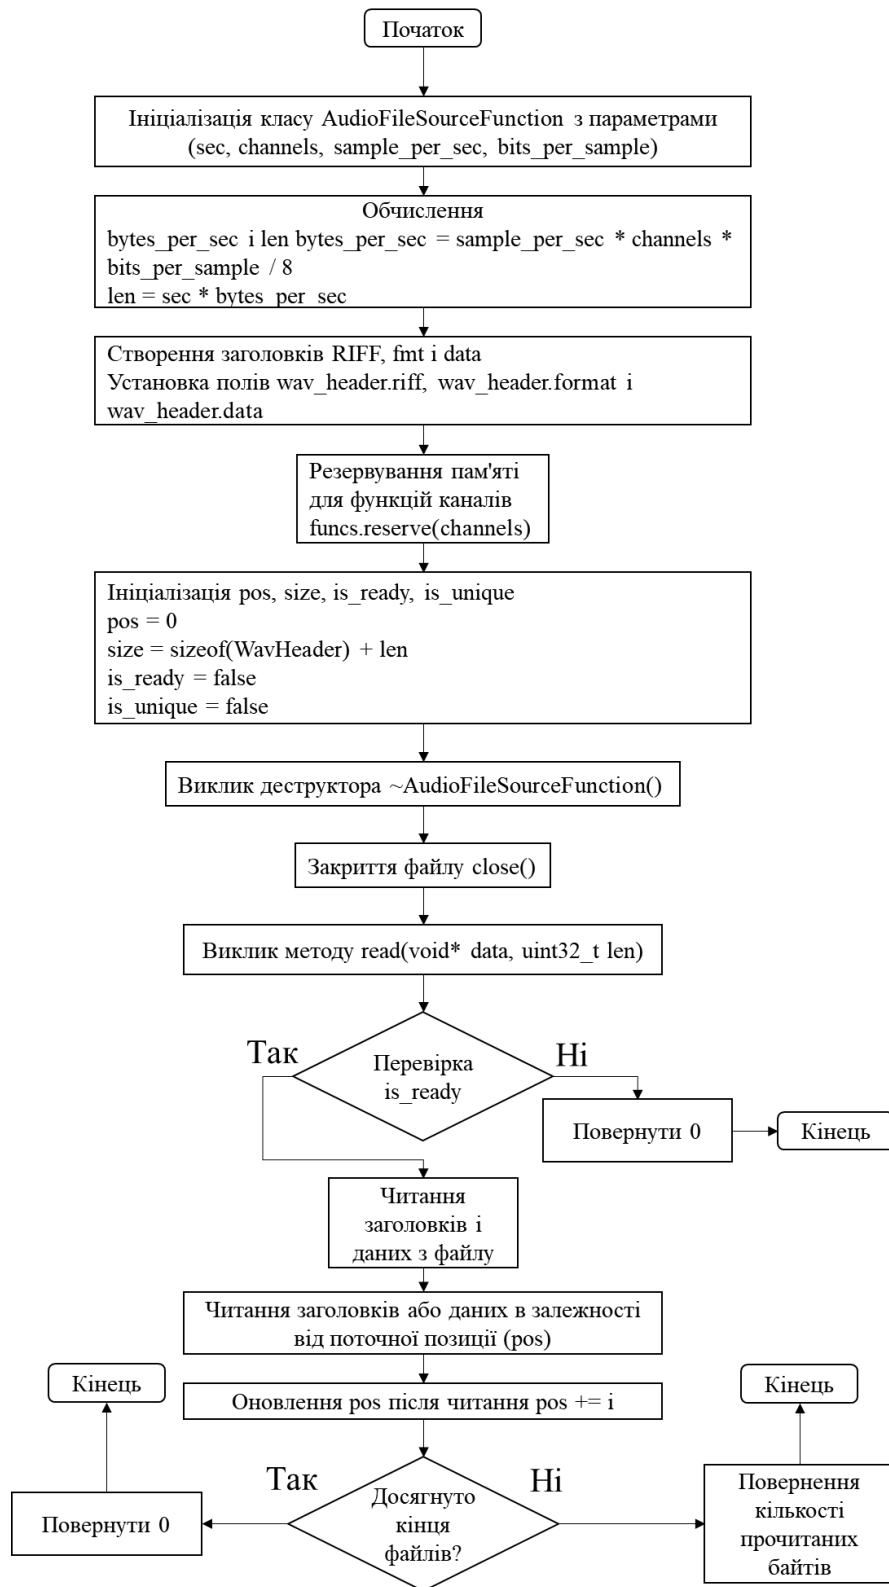 Початок
Ініціалізація класу AudioFileSourceFunction з параметрами
(sec, channels, sample_per_sec, bits_per_sample)
Обчислення
bytes_per_sec і len bytes_per_sec = sample_per_sec * channels *
bits_per_sample / 8
len = sec * bytes_per_sec
Створення заголовків RIFF, fmt і data
Установка полів wav_header.riff, wav_header.format і
wav_header.data
Резервування пам'яті
для функцій каналів
funcs.reserve(channels)
Ініціалізація pos, size, is_ready, is_unique
pos = 0
size = sizeof(WavHeader) + len
is_ready = false
is_unique = false
Виклик деструктора ~AudioFileSourceFunction()
Закриття файлу close()
Виклик методу read(void* data, uint32_t len)
Так
Ні
Перевірка
is_ready
Повернути 0
Кінець
Читання
заголовків і
даних з файлу
Читання заголовків або даних в залежності
від поточної позиції (pos)
Кінець
Кінець
Оновлення pos після читання pos += i
Так
Ні
Досягнуто
кінця
файлів?
Повернути 0
Повернення
кількості
прочитаних
байтів